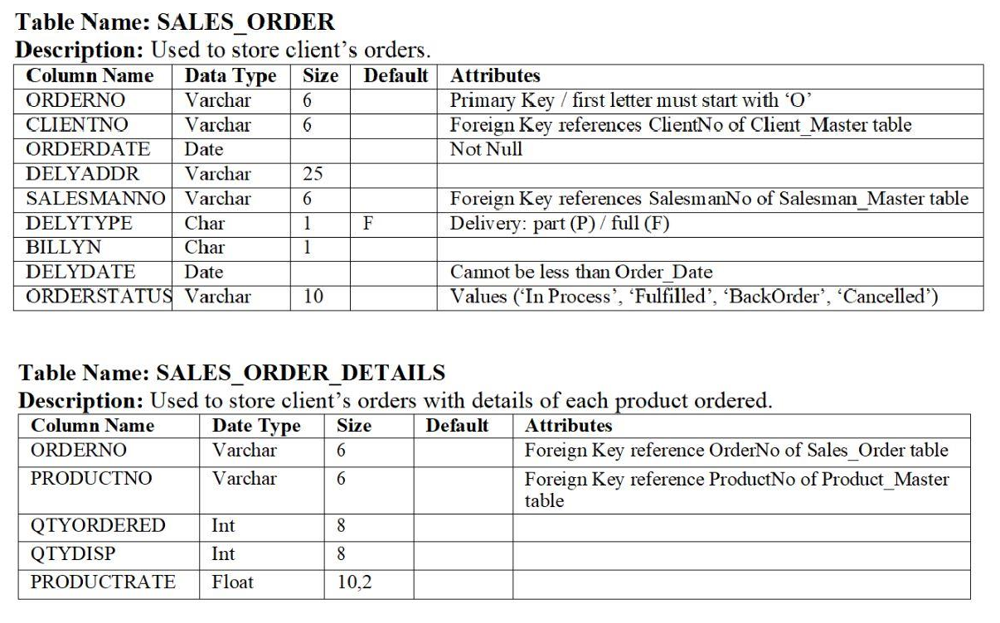 Table Name: SALES_ORDER
Description: Used to store client’s orders.
Column Name Data Type Size Default Attributes
ORDERNO Varchar 6 Primary Key / first letter must start with ‘O’
CLIENTNO Varchar 6 Foreign Key references ClientNo of Client_Master table
ORDERDATE Date Not Null
DELYADDR Varchar 25
SALESMANNO Varchar 6 Foreign Key references SalesmanNo of Salesman_Master table
DELYTYPE Char 1 F Delivery: part (P) / full (F)
BILLYN Char 1
DELYDATE Date Cannot be less than Order_Date
ORDERSTATUS Varchar 10 Values (‘In Process’, ‘Fulfilled’, ‘BackOrder’, ‘Cancelled’)
Table Name: SALES_ORDER_DETAILS
Description: Used to store client’s orders with details of each product ordered.
Column Name Date Type Size Default Attributes
ORDERNO Varchar 6 Foreign Key reference OrderNo of Sales_Order table
PRODUCTNO Varchar 6 Foreign Key reference ProductNo of Product_Master
table
QTYORDERED Int 8
QTYDISP Int 8
PRODUCTRATE Float 10,2